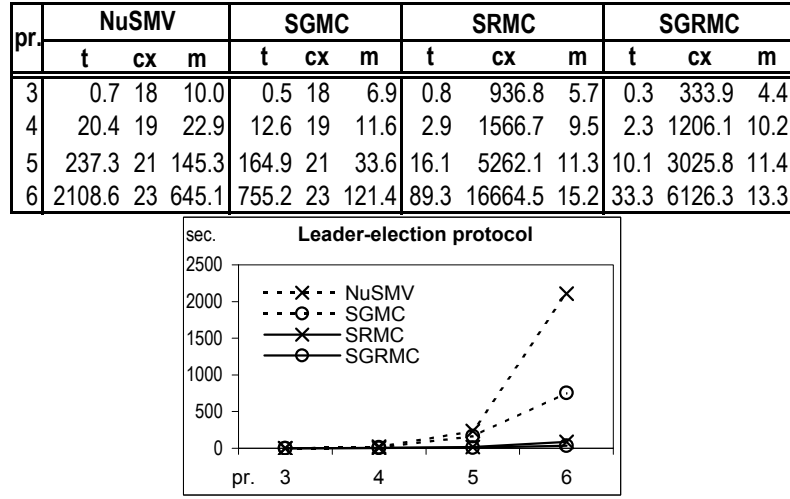 pr. NuSMV SGMC SRMC SGRMC
t cx m t cx m t cx m t cx m
3 0.7 18 10.0 0.5 18 6.9 0.8 936.8 5.7 0.3 333.9 4.4
4 20.4 19 22.9 12.6 19 11.6 2.9 1566.7 9.5 2.3 1206.1 10.2
5 237.3 21 145.3 164.9 21 33.6 16.1 5262.1 11.3 10.1 3025.8 11.4
6 2108.6 23 645.1 755.2 23 121.4 89.3 16664.5 15.2 33.3 6126.3 13.3
sec. Leader-election protocol
2500
2000
1500
1000
500
0
NuSMV
SGMC
SRMC
SGRMC
pr. 3 4 5 6